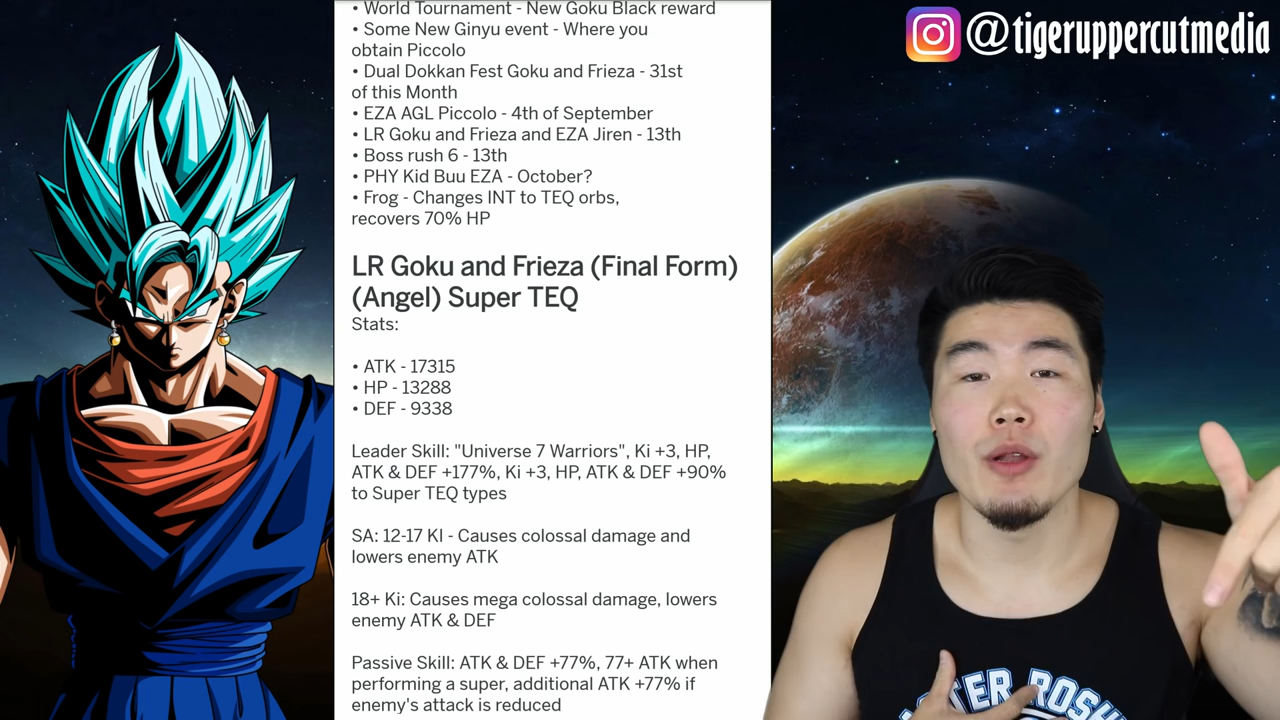 @tigeruppercutmedia
• World Tournament - New Goku Black reward
• Some New Ginyu event - Where you
obtain Piccolo
• Dual Dokkan Fest Goku and Frieza - 31st
of this Month
• EZA AGL Piccolo - 4th of September
• LR Goku and Frieza and EZA Jiren - 13th
• Boss rush 6 - 13th
• PHY Kid Buu EZA - October?
• Frog - Changes INT to TEQ orbs,
recovers 70% HP
LR Goku and Frieza (Final Form)
(Angel) Super TEQ
Stats:
• ATK - 17315
• HP - 13288
• DEF - 9338
Leader Skill: "Universe 7 Warriors", Ki +3, HP,
ATK & DEF +177%, Ki +3, HP, ATK & DEF +90%
to Super TEQ types
SA: 12-17 KI - Causes colossal damage and
lowers enemy ATK
18+ Ki: Causes mega colossal damage, lowers
enemy ATK & DEF
Passive Skill: ATK & DEF +77%, 77+ ATK when
performing a super, additional ATK +77% if
enemy's attack is reduced